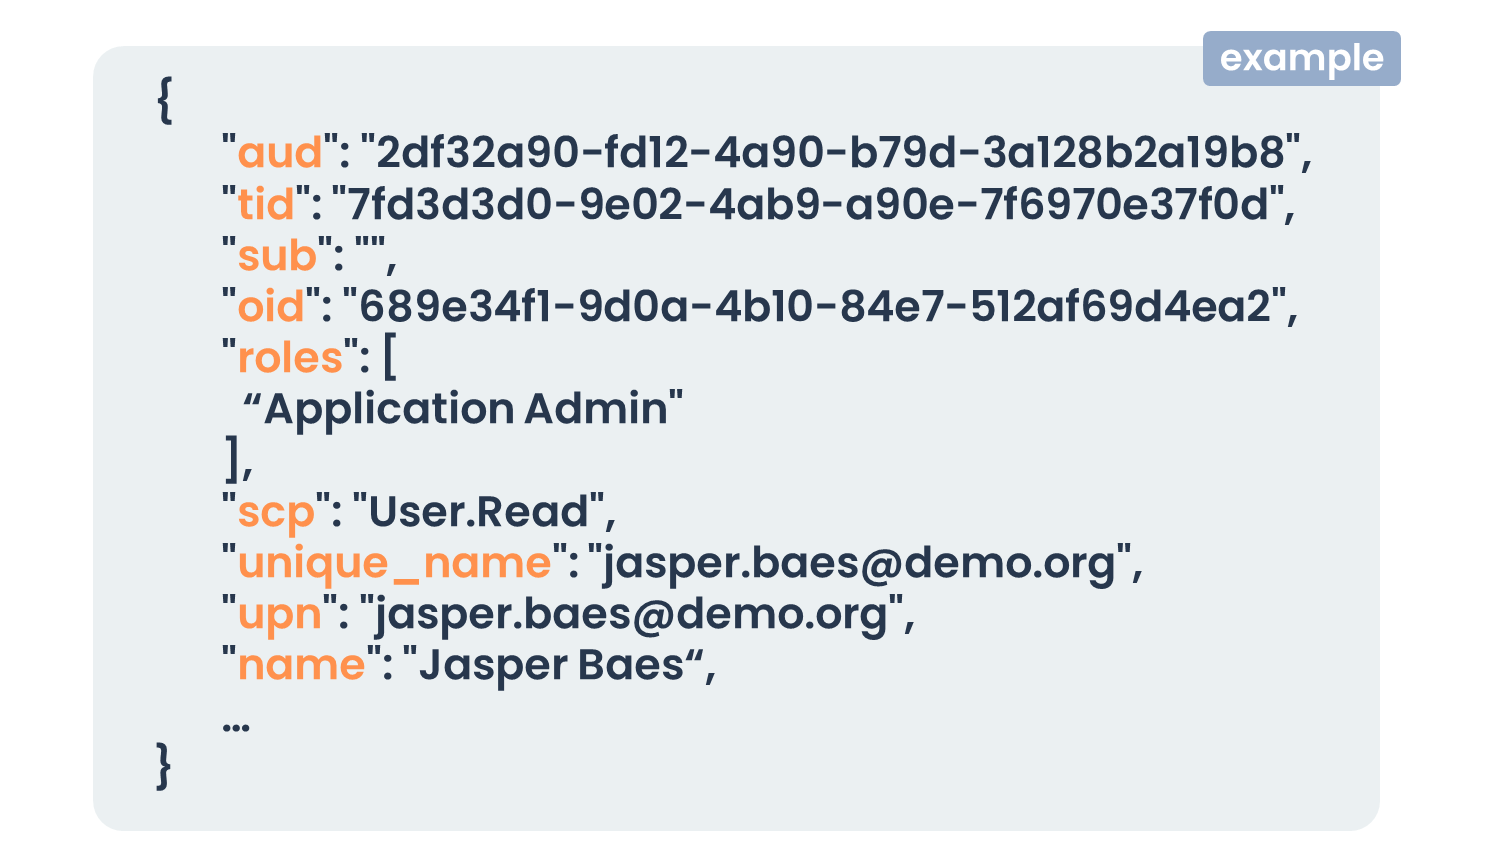 example
{
"aud": "2df32a90-fd12-4a90-b79d-3a128b2a19b8",
"tid": "7fd3d3d0-9e02-4ab9-a90e-7f6970e37f0d",
"sub": "",
"oid": "689e34f1-9d0a-4b10-84e7-512af69d4ea2",
"roles": [
“Application Admin"
],
"scp": "User.Read",
"unique_name": "jasper.baes@demo.org",
"upn": "jasper.baes@demo.org",
"name": "Jasper Baes“,
...
}